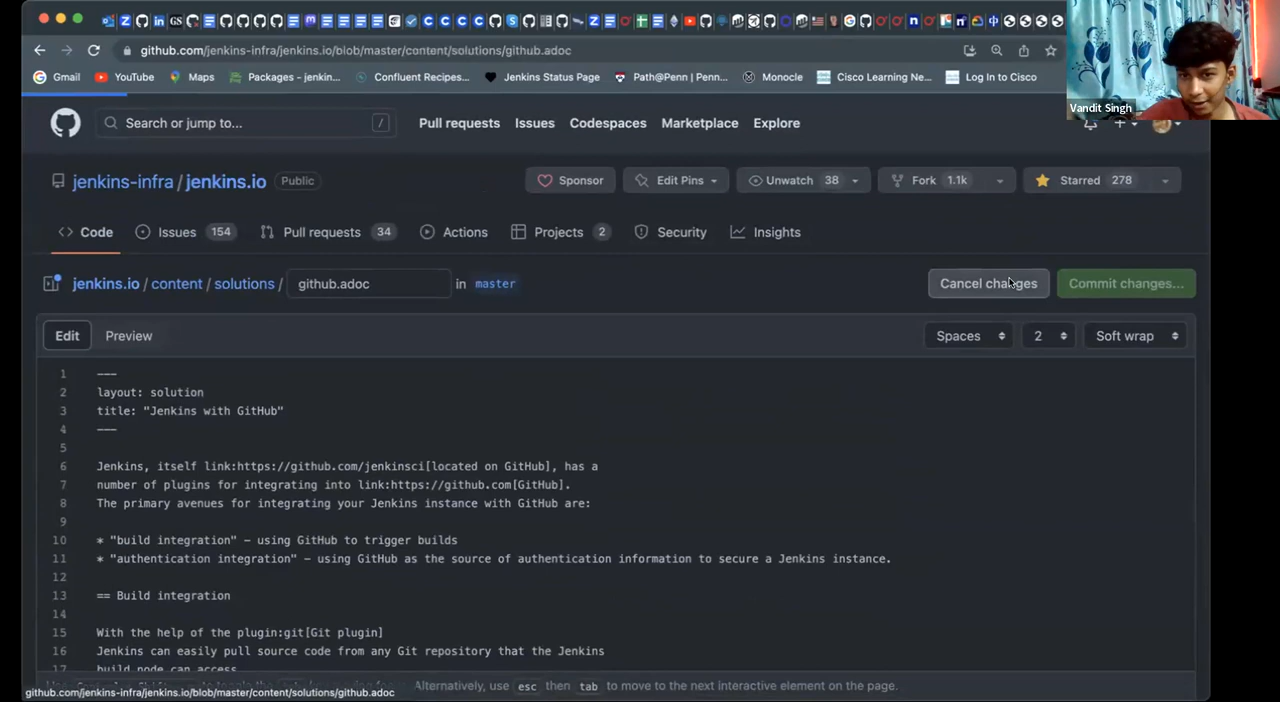 github.com/jenkins-infra/jenkins.io/blob/master/content/solutions/github.adoc
Gmail YouTube Maps Packages - jenkin... Confluent Recipes... Jenkins Status Page Path@Penn | Penn... Monocle Cisco Learning Ne... Log In to Cisco
Vandit Singh
Search or jump to... / Pull requests Issues Codespaces Marketplace Explore
jenkins-infra / jenkins.io Public Sponsor Edit Pins Unwatch 38 Fork 1.1k Starred 278
Code Issues 154 Pull requests 34 Actions Projects 2 Security Insights
jenkins.io / content / solutions / github.adoc in master Cancel changes Commit changes...
Edit Preview Spaces 2 Soft wrap
1 ---
2 layout: solution
3 title: "Jenkins with GitHub"
4 ---
5
6 Jenkins, itself link:https://github.com/jenkinsci[located on GitHub], has a
7 number of plugins for integrating into link:https://github.com[GitHub].
8 The primary avenues for integrating your Jenkins instance with GitHub are:
9
10 * "build integration" - using GitHub to trigger builds
11 * "authentication integration" - using GitHub as the source of authentication information to secure a Jenkins instance.
12
13 == Build integration
14
15 With the help of the plugin:git[Git plugin]
16 Jenkins can easily pull source code from any Git repository that the Jenkins
17 build node can access
Alternatively, use esc then tab to move to the next interactive element on the page.
github.com/jenkins-infra/jenkins.io/blob/master/content/solutions/github.adoc